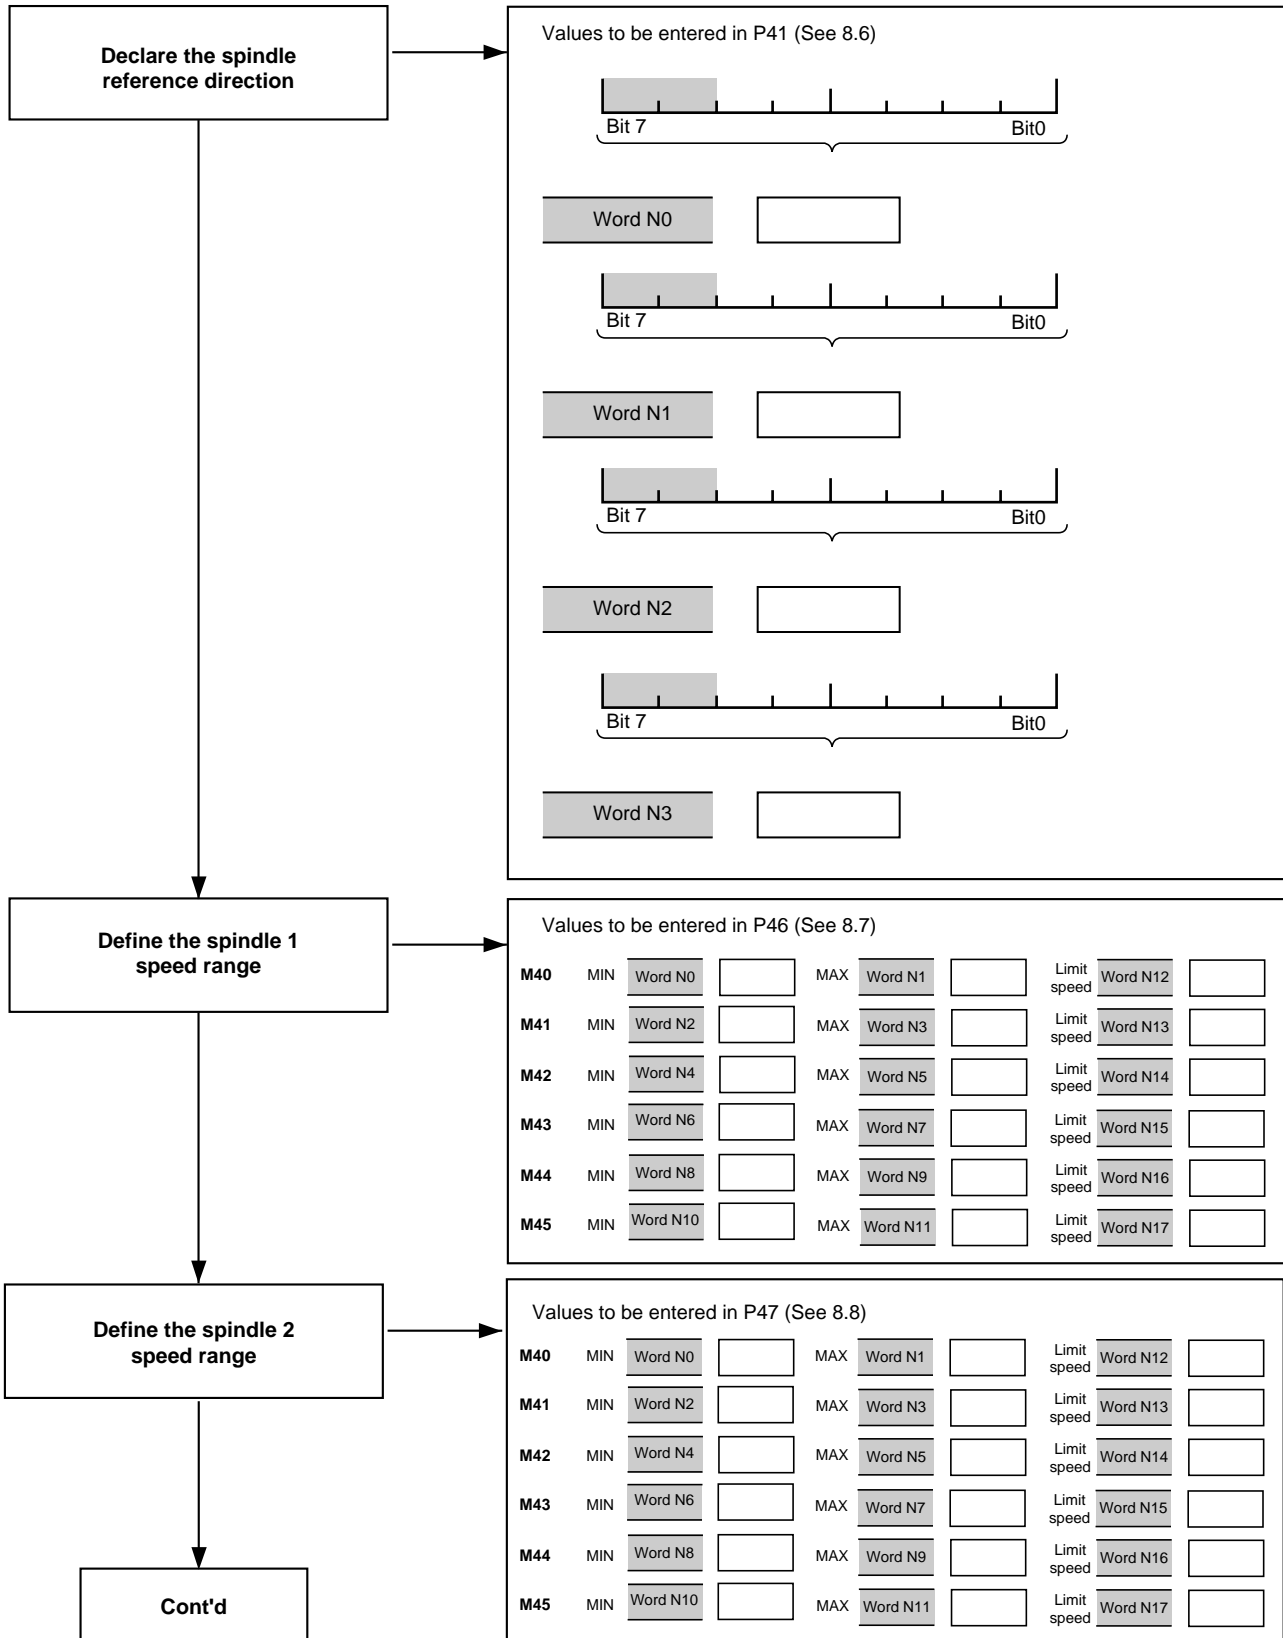 Declare the spindle
reference direction
Values to be entered in P41 (See 8.6)
Bit 7 Bit0
Word N0
Bit 7 Bit0
Word N1
Bit 7 Bit0
Word N2
Bit 7 Bit0
Word N3
Define the spindle 1
speed range
Values to be entered in P46 (See 8.7)
M40 MIN Word N0 MAX Word N1 Limit speed Word N12
M41 MIN Word N2 MAX Word N3 Limit speed Word N13
M42 MIN Word N4 MAX Word N5 Limit speed Word N14
M43 MIN Word N6 MAX Word N7 Limit speed Word N15
M44 MIN Word N8 MAX Word N9 Limit speed Word N16
M45 MIN Word N10 MAX Word N11 Limit speed Word N17
Define the spindle 2
speed range
Values to be entered in P47 (See 8.8)
M40 MIN Word N0 MAX Word N1 Limit speed Word N12
M41 MIN Word N2 MAX Word N3 Limit speed Word N13
M42 MIN Word N4 MAX Word N5 Limit speed Word N14
M43 MIN Word N6 MAX Word N7 Limit speed Word N15
M44 MIN Word N8 MAX Word N9 Limit speed Word N16
M45 MIN Word N10 MAX Word N11 Limit speed Word N17
Cont'd